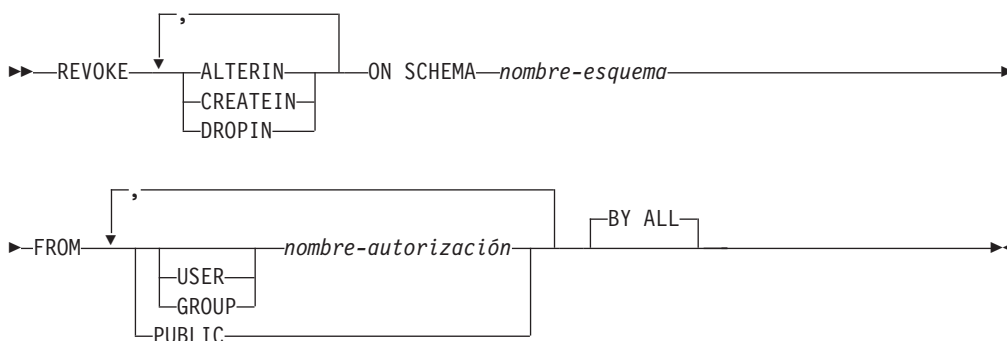 ,
REVOKE ALTERIN ON SCHEMA nombre-esquema
CREATEIN
DROPIN
,
BY ALL
FROM nombre-autorización
USER
GROUP
PUBLIC